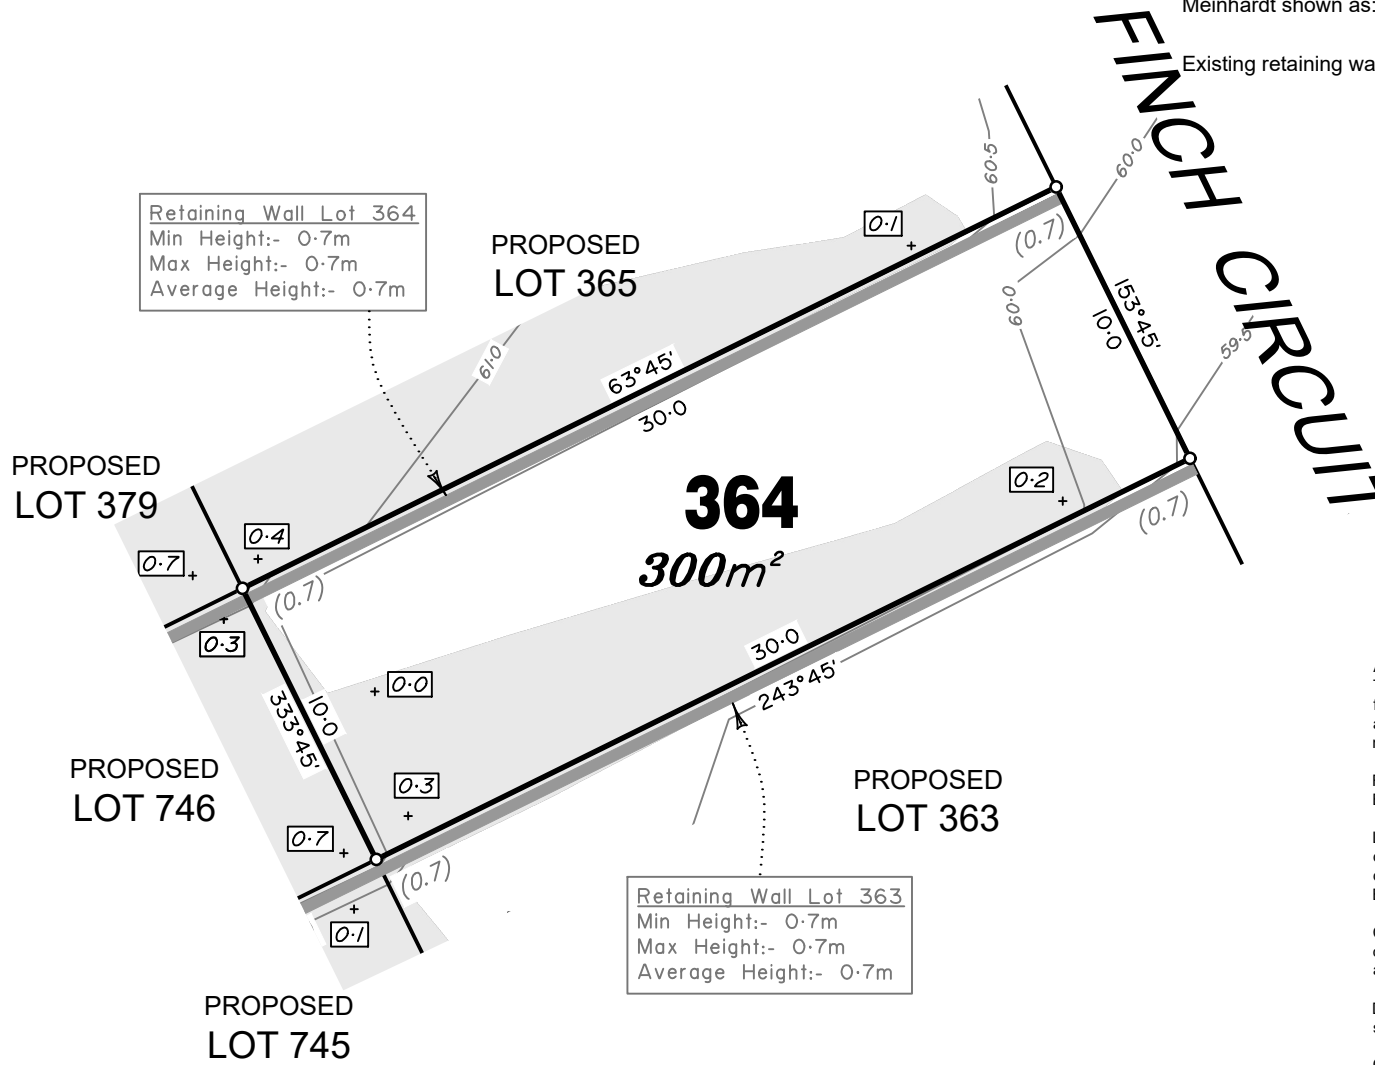 Meinhardt shown as:
Existing retaining wa
FINCH CIRCUIT
60·5
60·0
Retaining Wall Lot 364
Min Height:- 0·7m
Max Height:- 0·7m
Average Height:- 0·7m
PROPOSED
LOT 365
0·1
(0.7)
60·0
153°45'
10·0
59·5
61·0
63°45'
30·0
PROPOSED
LOT 379
0·4
0·7
(0.7)
0·3
364
300m²
0·2
(0.7)
0·0
30·0
243°45'
10·0
333°45'
PROPOSED
LOT 746
0·3
0·7
(0.7)
0·1
PROPOSED
LOT 363
Retaining Wall Lot 363
Min Height:- 0·7m
Max Height:- 0·7m
Average Height:- 0·7m
PROPOSED
LOT 745